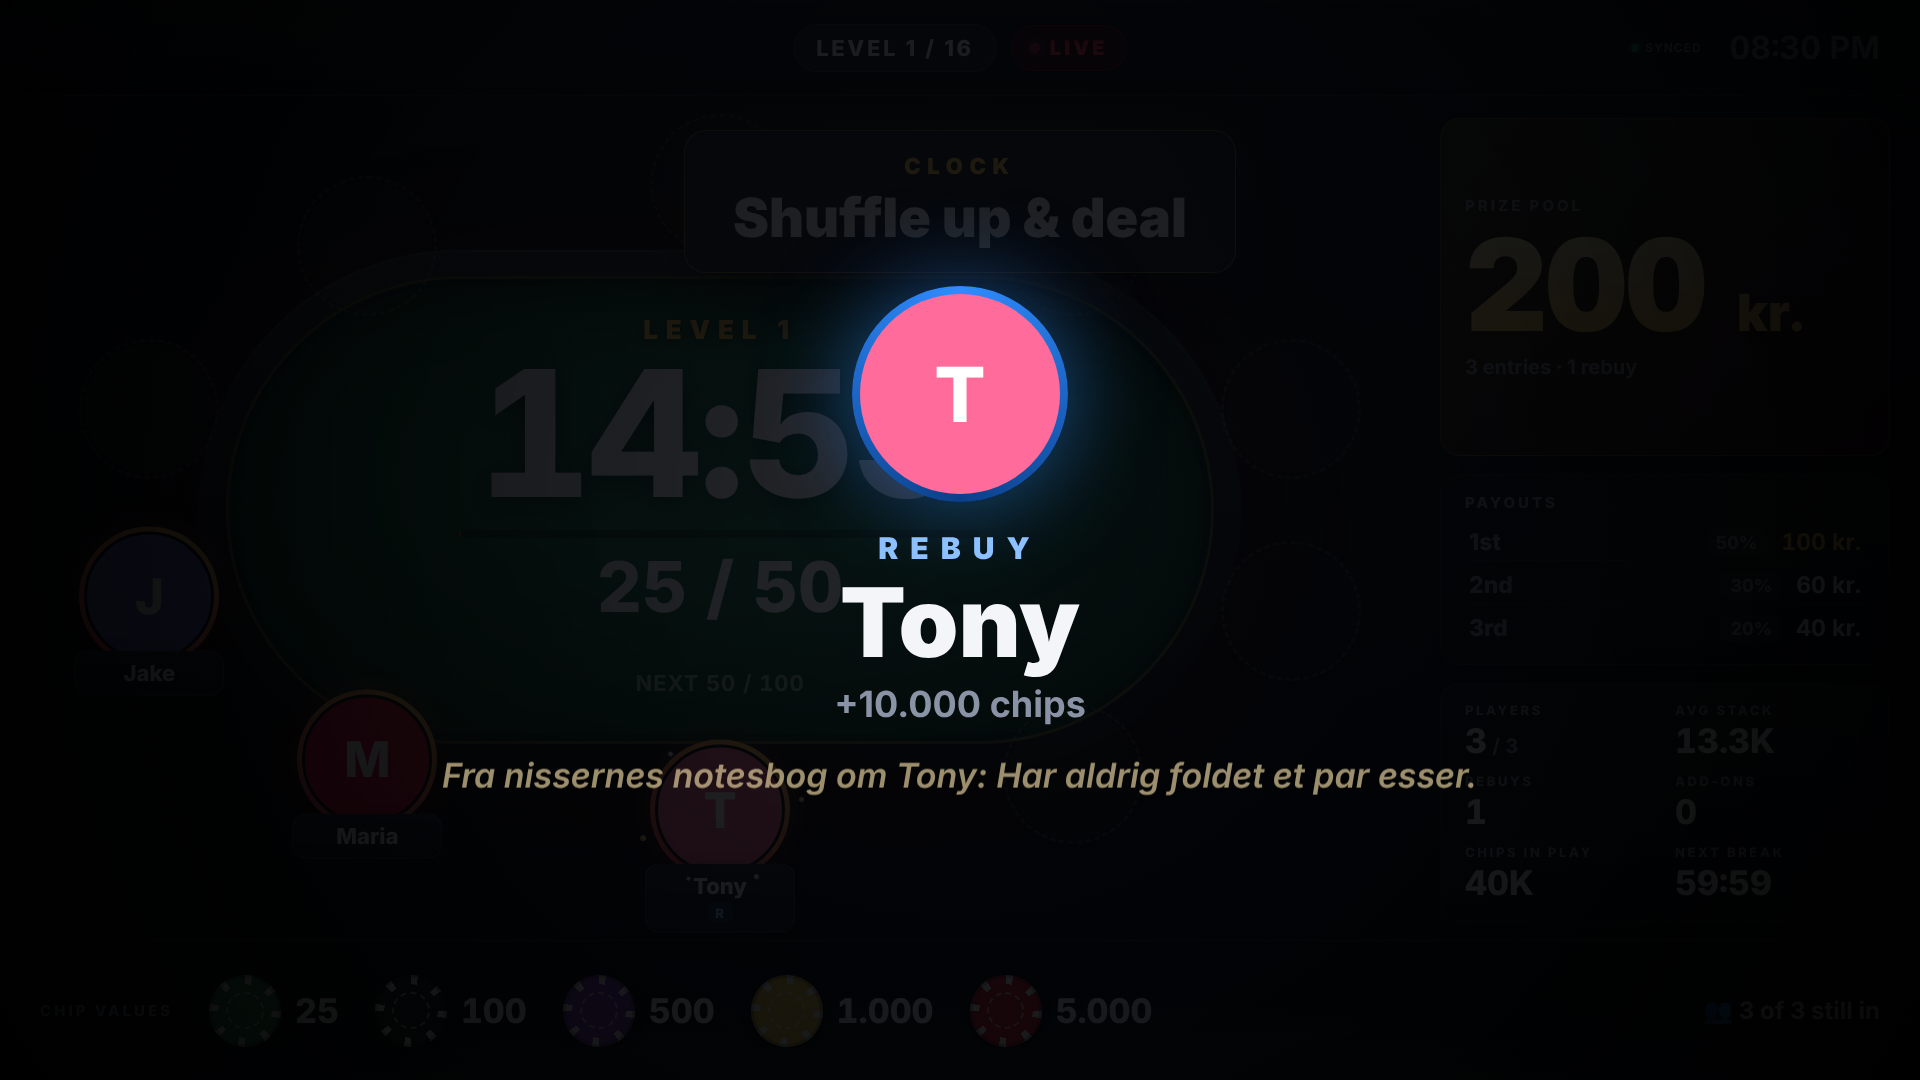 LEVEL 1 / 16
LIVE
SYNCED
08:30 PM
CLOCK
Shuffle up & deal
LEVEL 1
14:5
25 / 50
NEXT 50 / 100
T
REBUY
Tony
+10.000 chips
Fra nissernes notesbog om Tony: Har aldrig foldet et par esser.
J
Jake
M
Maria
T
Tony
R
PRIZE POOL
200 kr.
3 entries · 1 rebuy
PAYOUTS
1st 50% 100 kr.
2nd 30% 60 kr.
3rd 20% 40 kr.
PLAYERS AVG STACK
3 / 3 13.3K
REBUYS ADD-ONS
1 0
CHIPS IN PLAY NEXT BREAK
40K 59:59
CHIP VALUES 25 100 500 1.000 5.000
3 of 3 still in